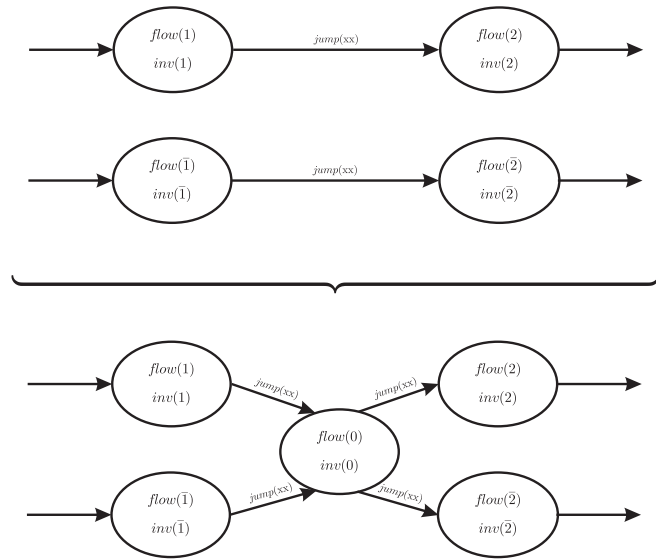 flow(1)
inv(1)
jump(xx)
flow(2)
inv(2)
flow(1̄)
inv(1̄)
jump(xx)
flow(2̄)
inv(2̄)
flow(1)
inv(1)
jump(xx)
jump(xx)
flow(2)
inv(2)
flow(0)
inv(0)
flow(1̄)
inv(1̄)
jump(xx)
jump(xx)
flow(2̄)
inv(2̄)